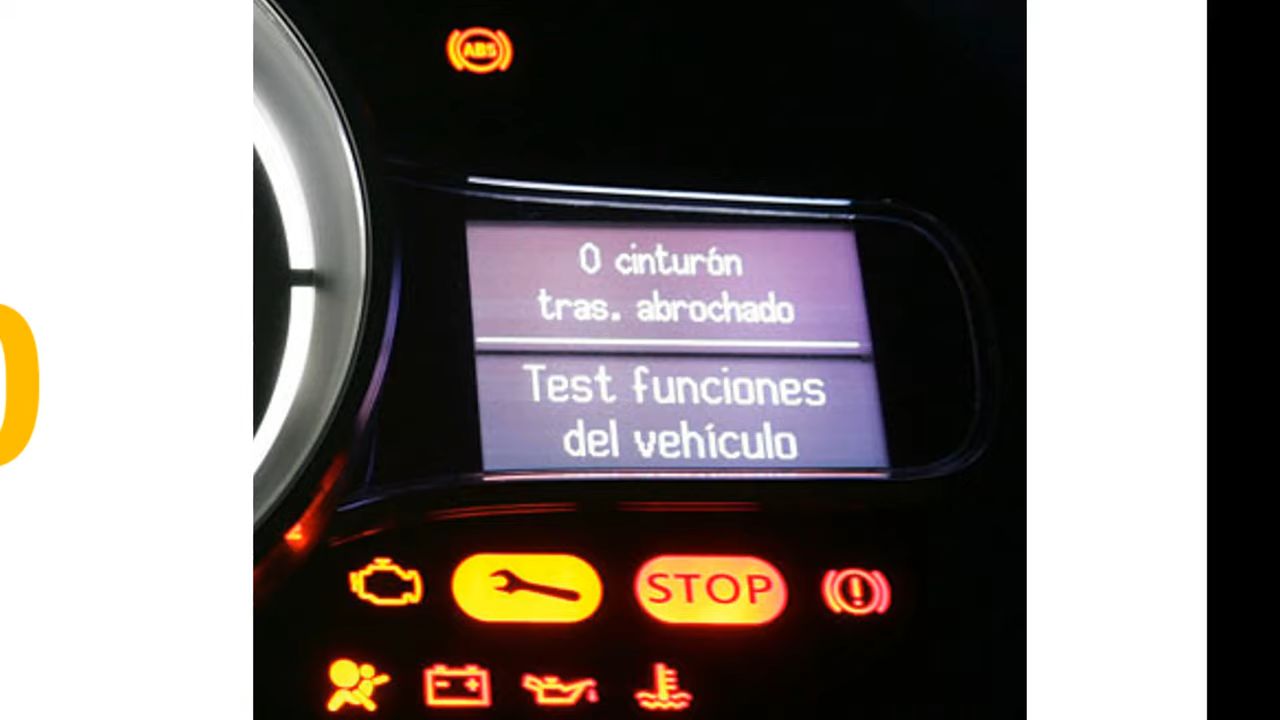 ABS
0 cinturón
tras. abrochado
Test funciones
del vehículo
STOP